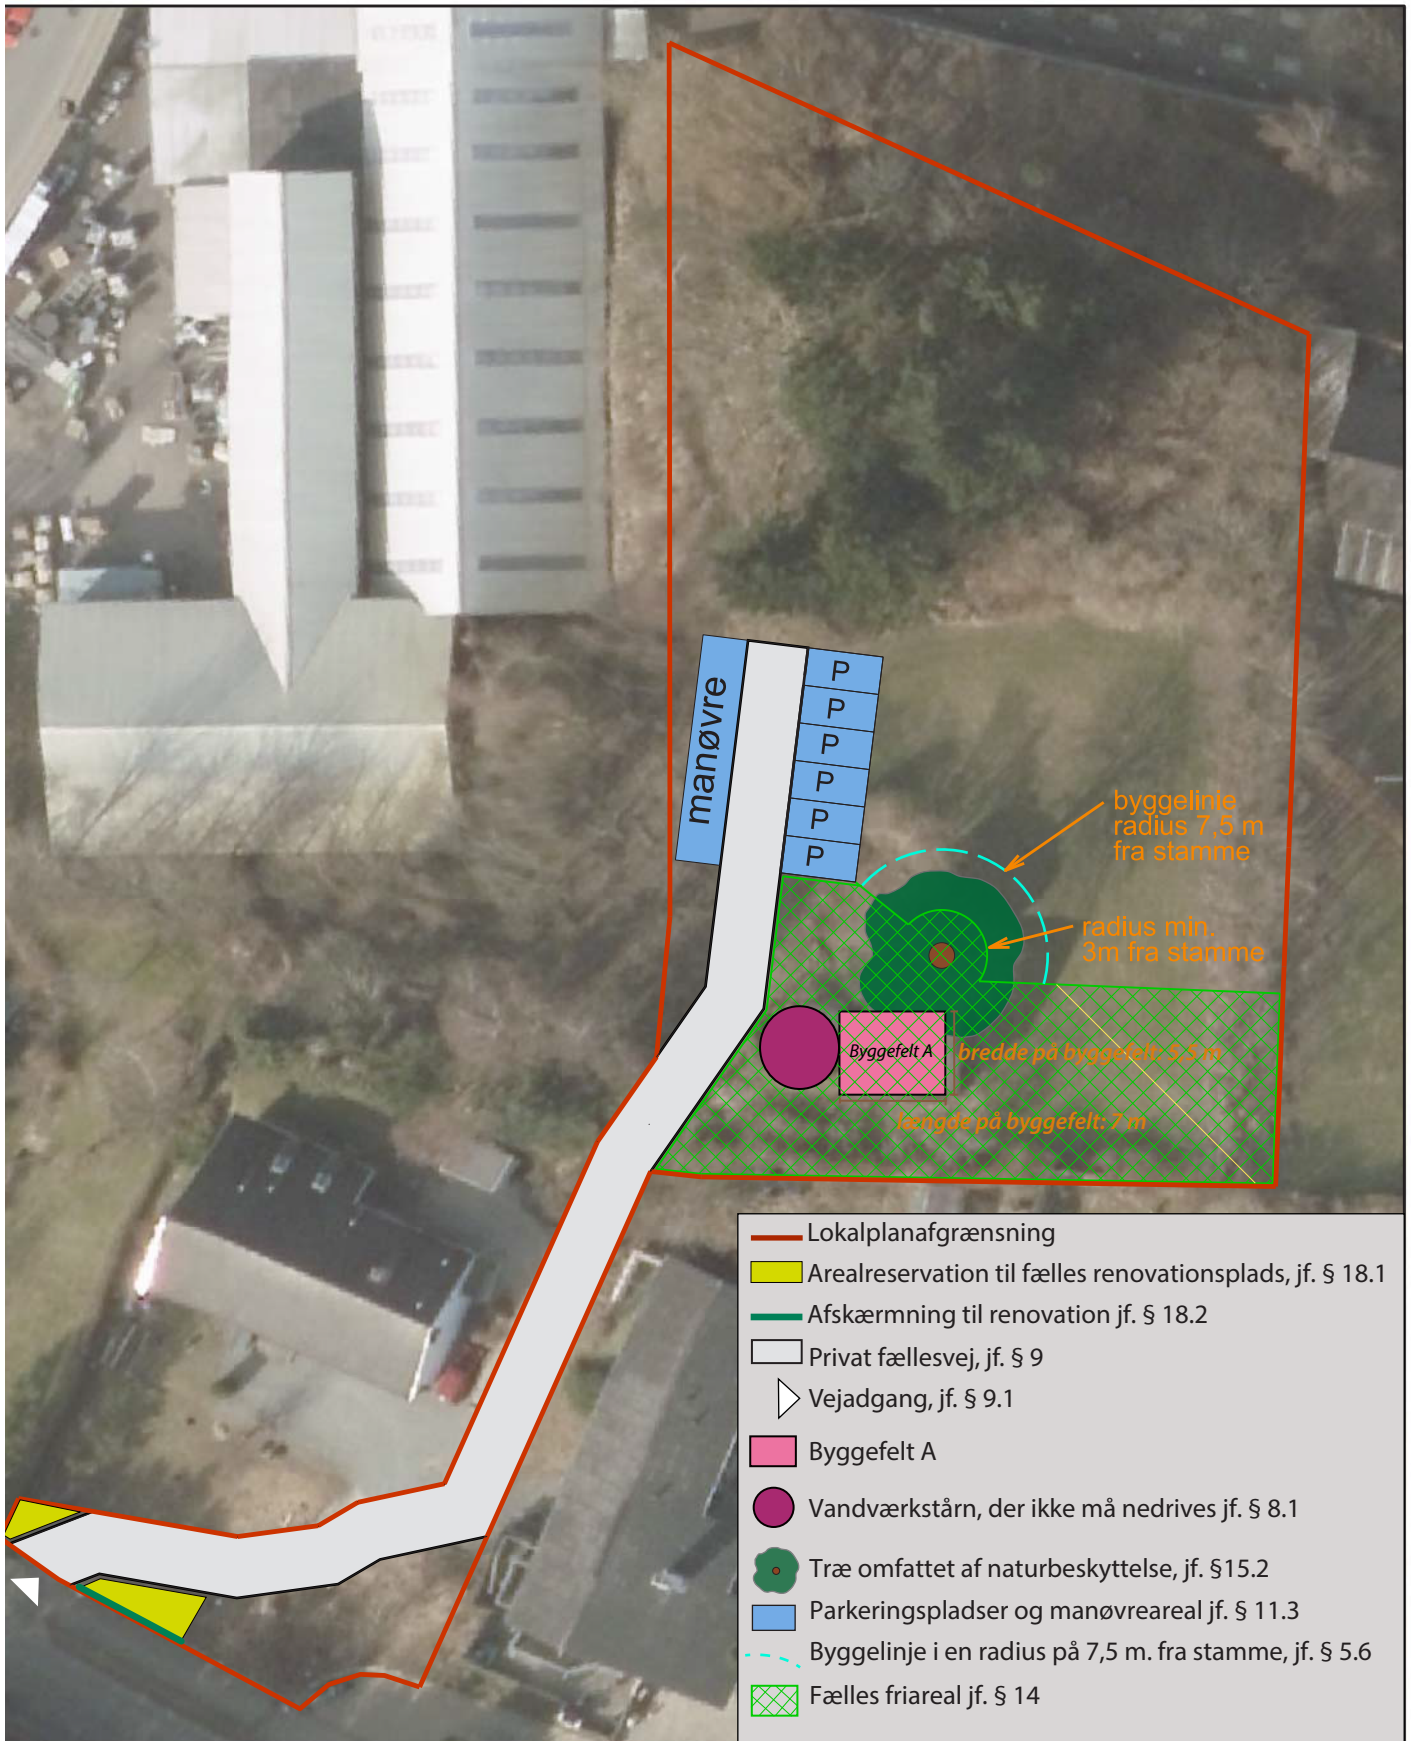 manøvre
P
P
P
P
P
P
byggelinie
radius 7,5 m
fra stamme
radius min.
3m fra stamme
Byggefelt A
bredde på byggefelt: 5,5 m
længde på byggefelt: 7 m
Lokalplanafgrænsning
Arealreservation til fælles renovationsplads, jf. § 18.1
Afskærmning til renovation jf. § 18.2
Privat fællesvej, jf. § 9
Vejadgang, jf. § 9.1
Byggefelt A
Vandværkstårn, der ikke må nedrives jf. § 8.1
Træ omfattet af naturbeskyttelse, jf. §15.2
Parkeringspladser og manøvreareal jf. § 11.3
Byggelinje i en radius på 7,5 m. fra stamme, jf. § 5.6
Fælles friareal jf. § 14